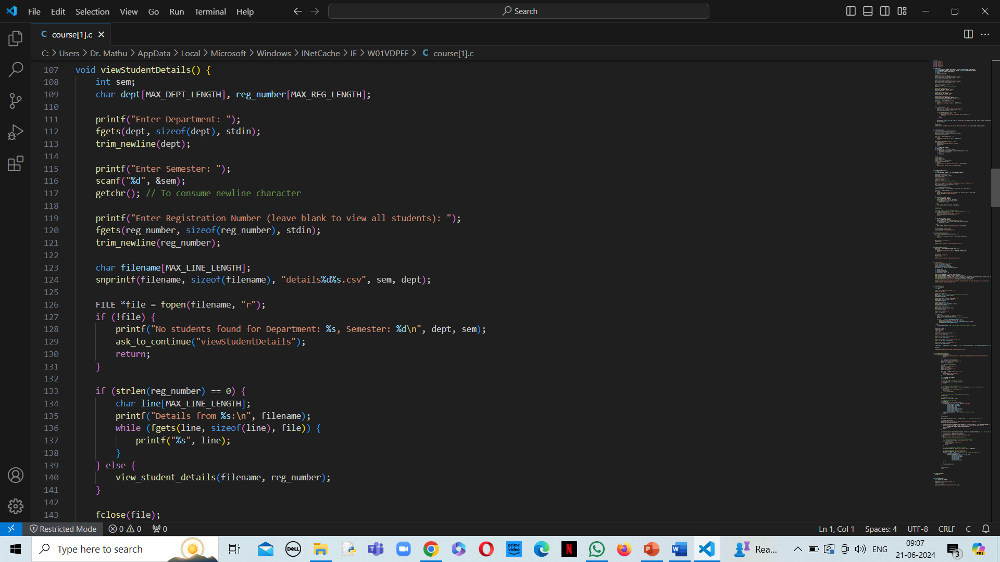 File Edit Selection View Go Run Terminal Help Search
C course[1].c
C: > Users > Dr. Mathu > AppData > Local > Microsoft > Windows > INetCache > IE > W01VDPEF > C course[1].c
107 void viewStudentDetails() {
108 int sem;
109 char dept[MAX_DEPT_LENGTH], reg_number[MAX_REG_LENGTH];
110
111 printf("Enter Department: ");
112 fgets(dept, sizeof(dept), stdin);
113 trim_newline(dept);
114
115 printf("Enter Semester: ");
116 scanf("%d", &sem);
117 getchr(); // To consume newline character
118
119 printf("Enter Registration Number (leave blank to view all students): ");
120 fgets(reg_number, sizeof(reg_number), stdin);
121 trim_newline(reg_number);
122
123 char filename[MAX_LINE_LENGTH];
124 snprintf(filename, sizeof(filename), "details%d%s.csv", sem, dept);
125
126 FILE *file = fopen(filename, "r");
127 if (!file) {
128 printf("No students found for Department: %s, Semester: %d\n", dept, sem);
129 ask_to_continue("viewStudentDetails");
130 return;
131 }
132
133 if (strlen(reg_number) == 0) {
134 char line[MAX_LINE_LENGTH];
135 printf("Details from %s:\n", filename);
136 while (fgets(line, sizeof(line), file)) {
137 printf("%s", line);
138 }
139 } else {
140 view_student_details(filename, reg_number);
141 }
142
143 fclose(file);
Restricted Mode 0 0 0 Ln 1, Col 1 Spaces: 4 UTF-8 CRLF C
Type here to search DELL prime video N P W Rea... ENG 09:07
21-06-2024 3 PRE